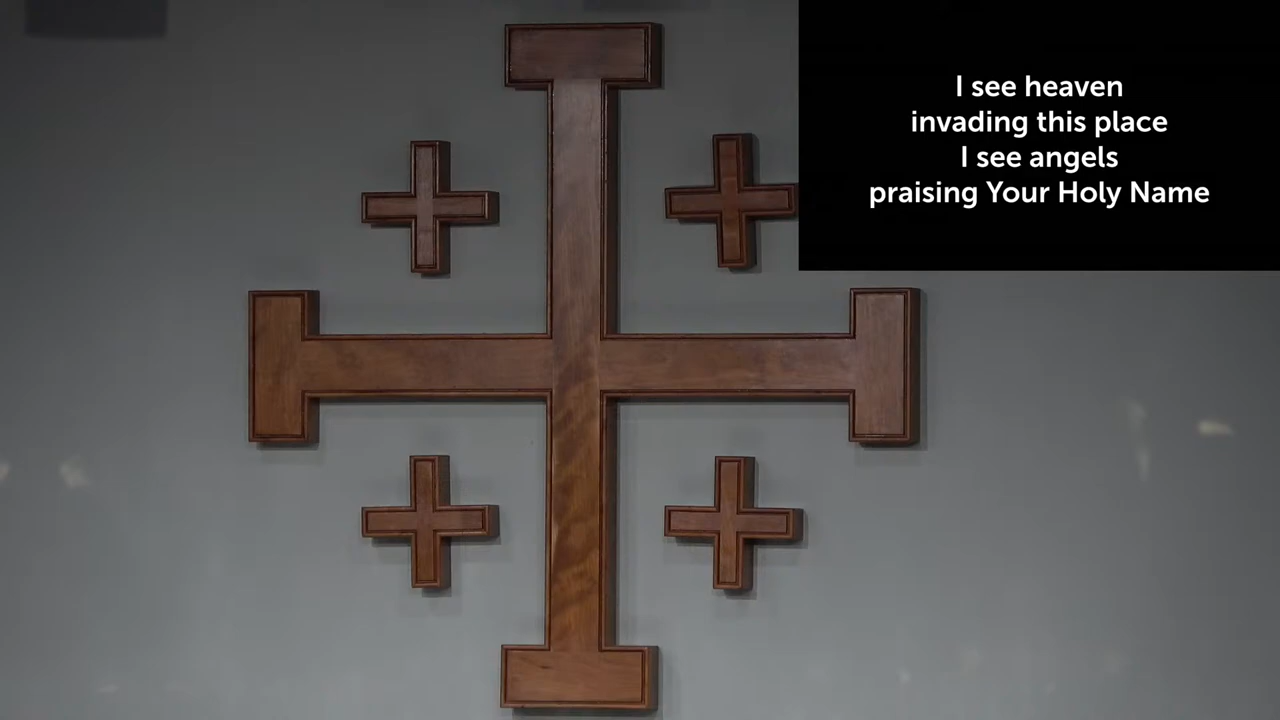 I see heaven
invading this place
I see angels
praising Your Holy Name